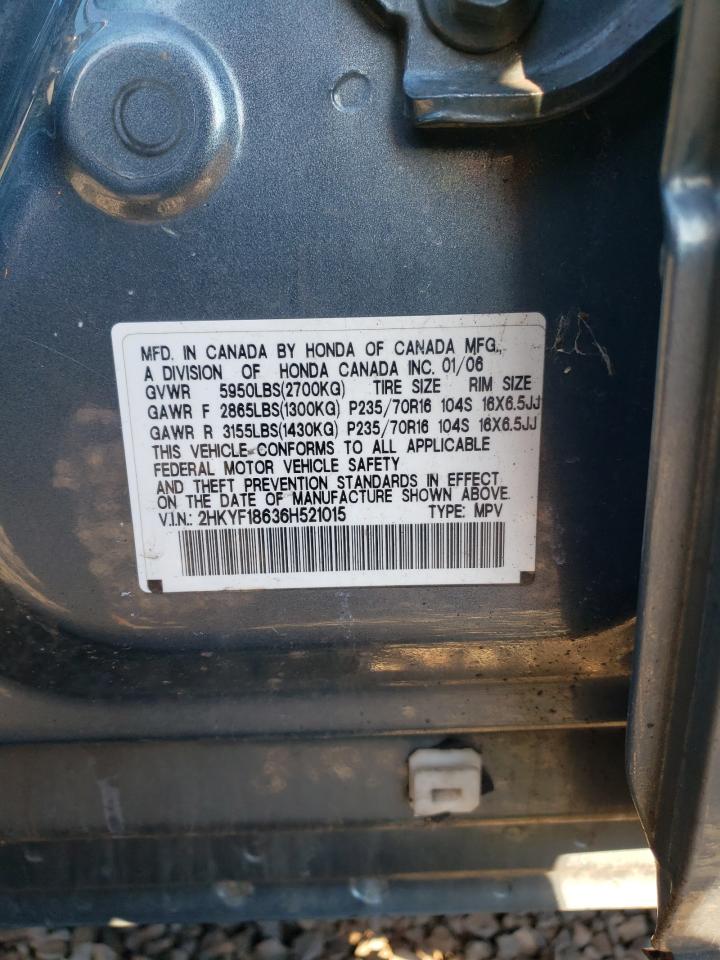 MFD. IN CANADA BY HONDA OF CANADA MFG.,
A DIVISION OF HONDA CANADA INC. 01/06
GVWR 5950LBS(2700KG) TIRE SIZE RIM SIZE
GAWR F 2865LBS(1300KG) P235/70R16 104S 16X6.5JJ
GAWR R 3155LBS(1430KG) P235/70R16 104S 16X6.5JJ
THIS VEHICLE CONFORMS TO ALL APPLICABLE
FEDERAL MOTOR VEHICLE SAFETY
AND THEFT PREVENTION STANDARDS IN EFFECT
ON THE DATE OF MANUFACTURE SHOWN ABOVE.
V.I.N.: 2HKYF18636H521015 TYPE: MPV